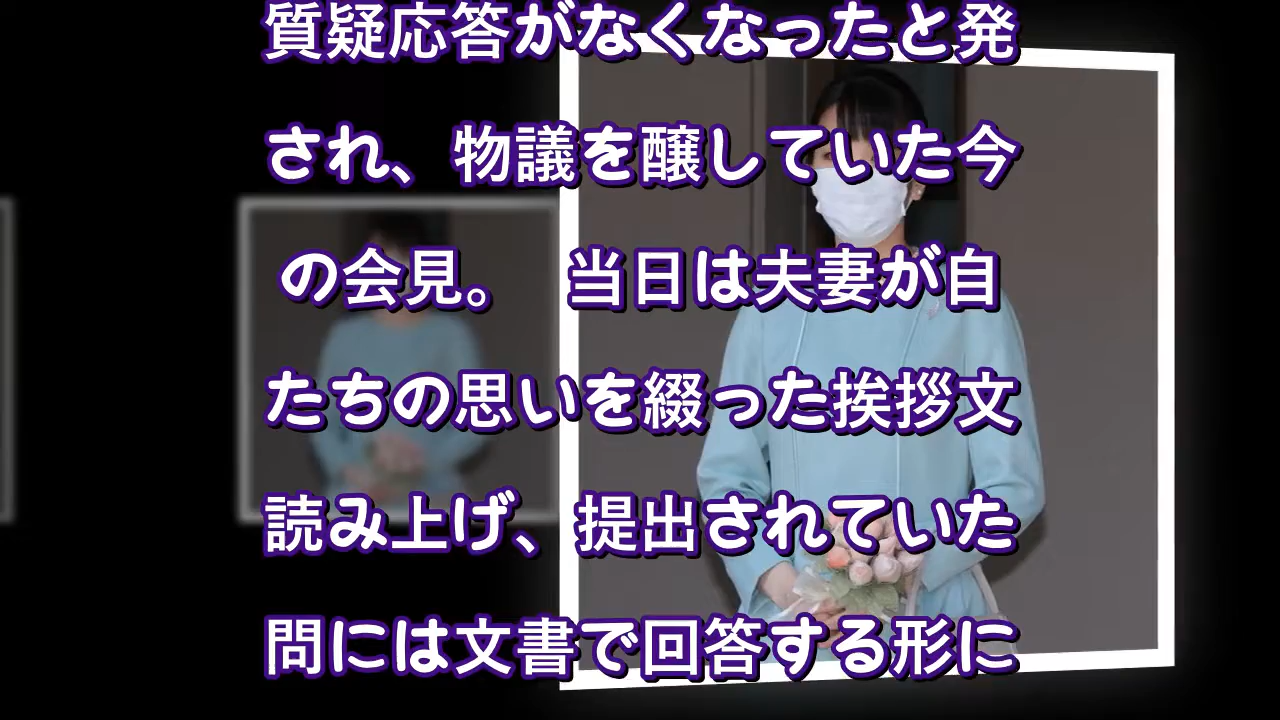 質疑応答がなくなったと発
され、物議を醸していた今
の会見。 当日は夫妻が自
たちの思いを綴った挨拶文
読み上げ、提出されていた
問には文書で回答する形に